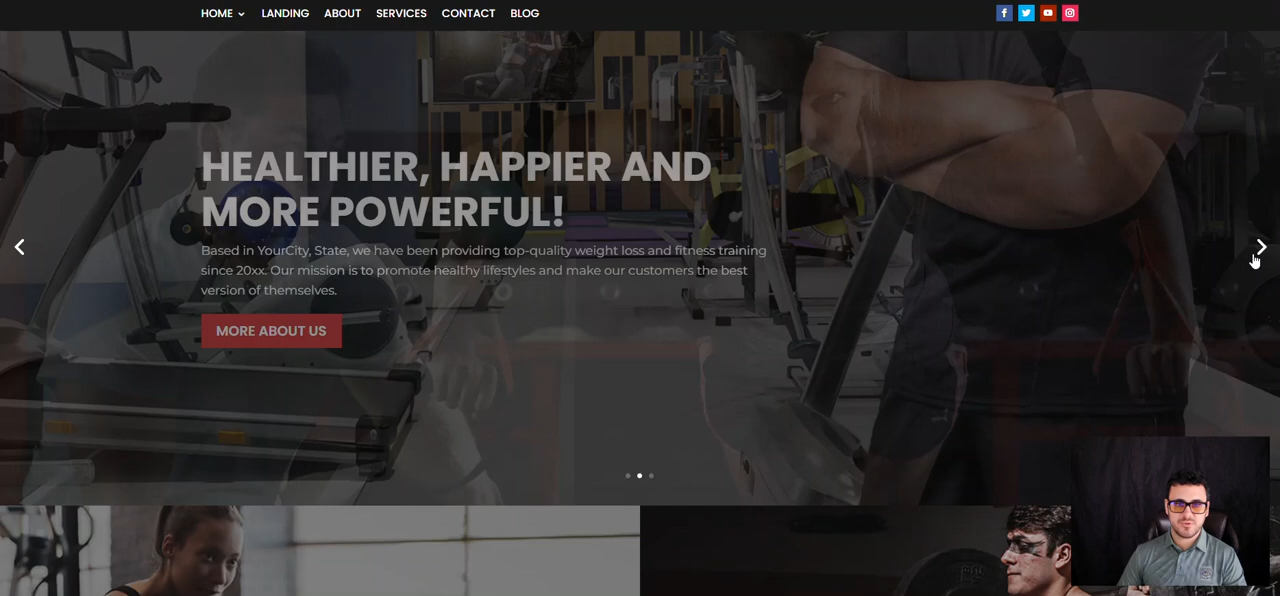 HOME LANDING ABOUT SERVICES CONTACT BLOG
HEALTHIER, HAPPIER AND
MORE POWERFUL!
Based in YourCity, State, we have been providing top-quality weight loss and fitness training
since 20xx. Our mission is to promote healthy lifestyles and make our customers the best
version of themselves.
MORE ABOUT US